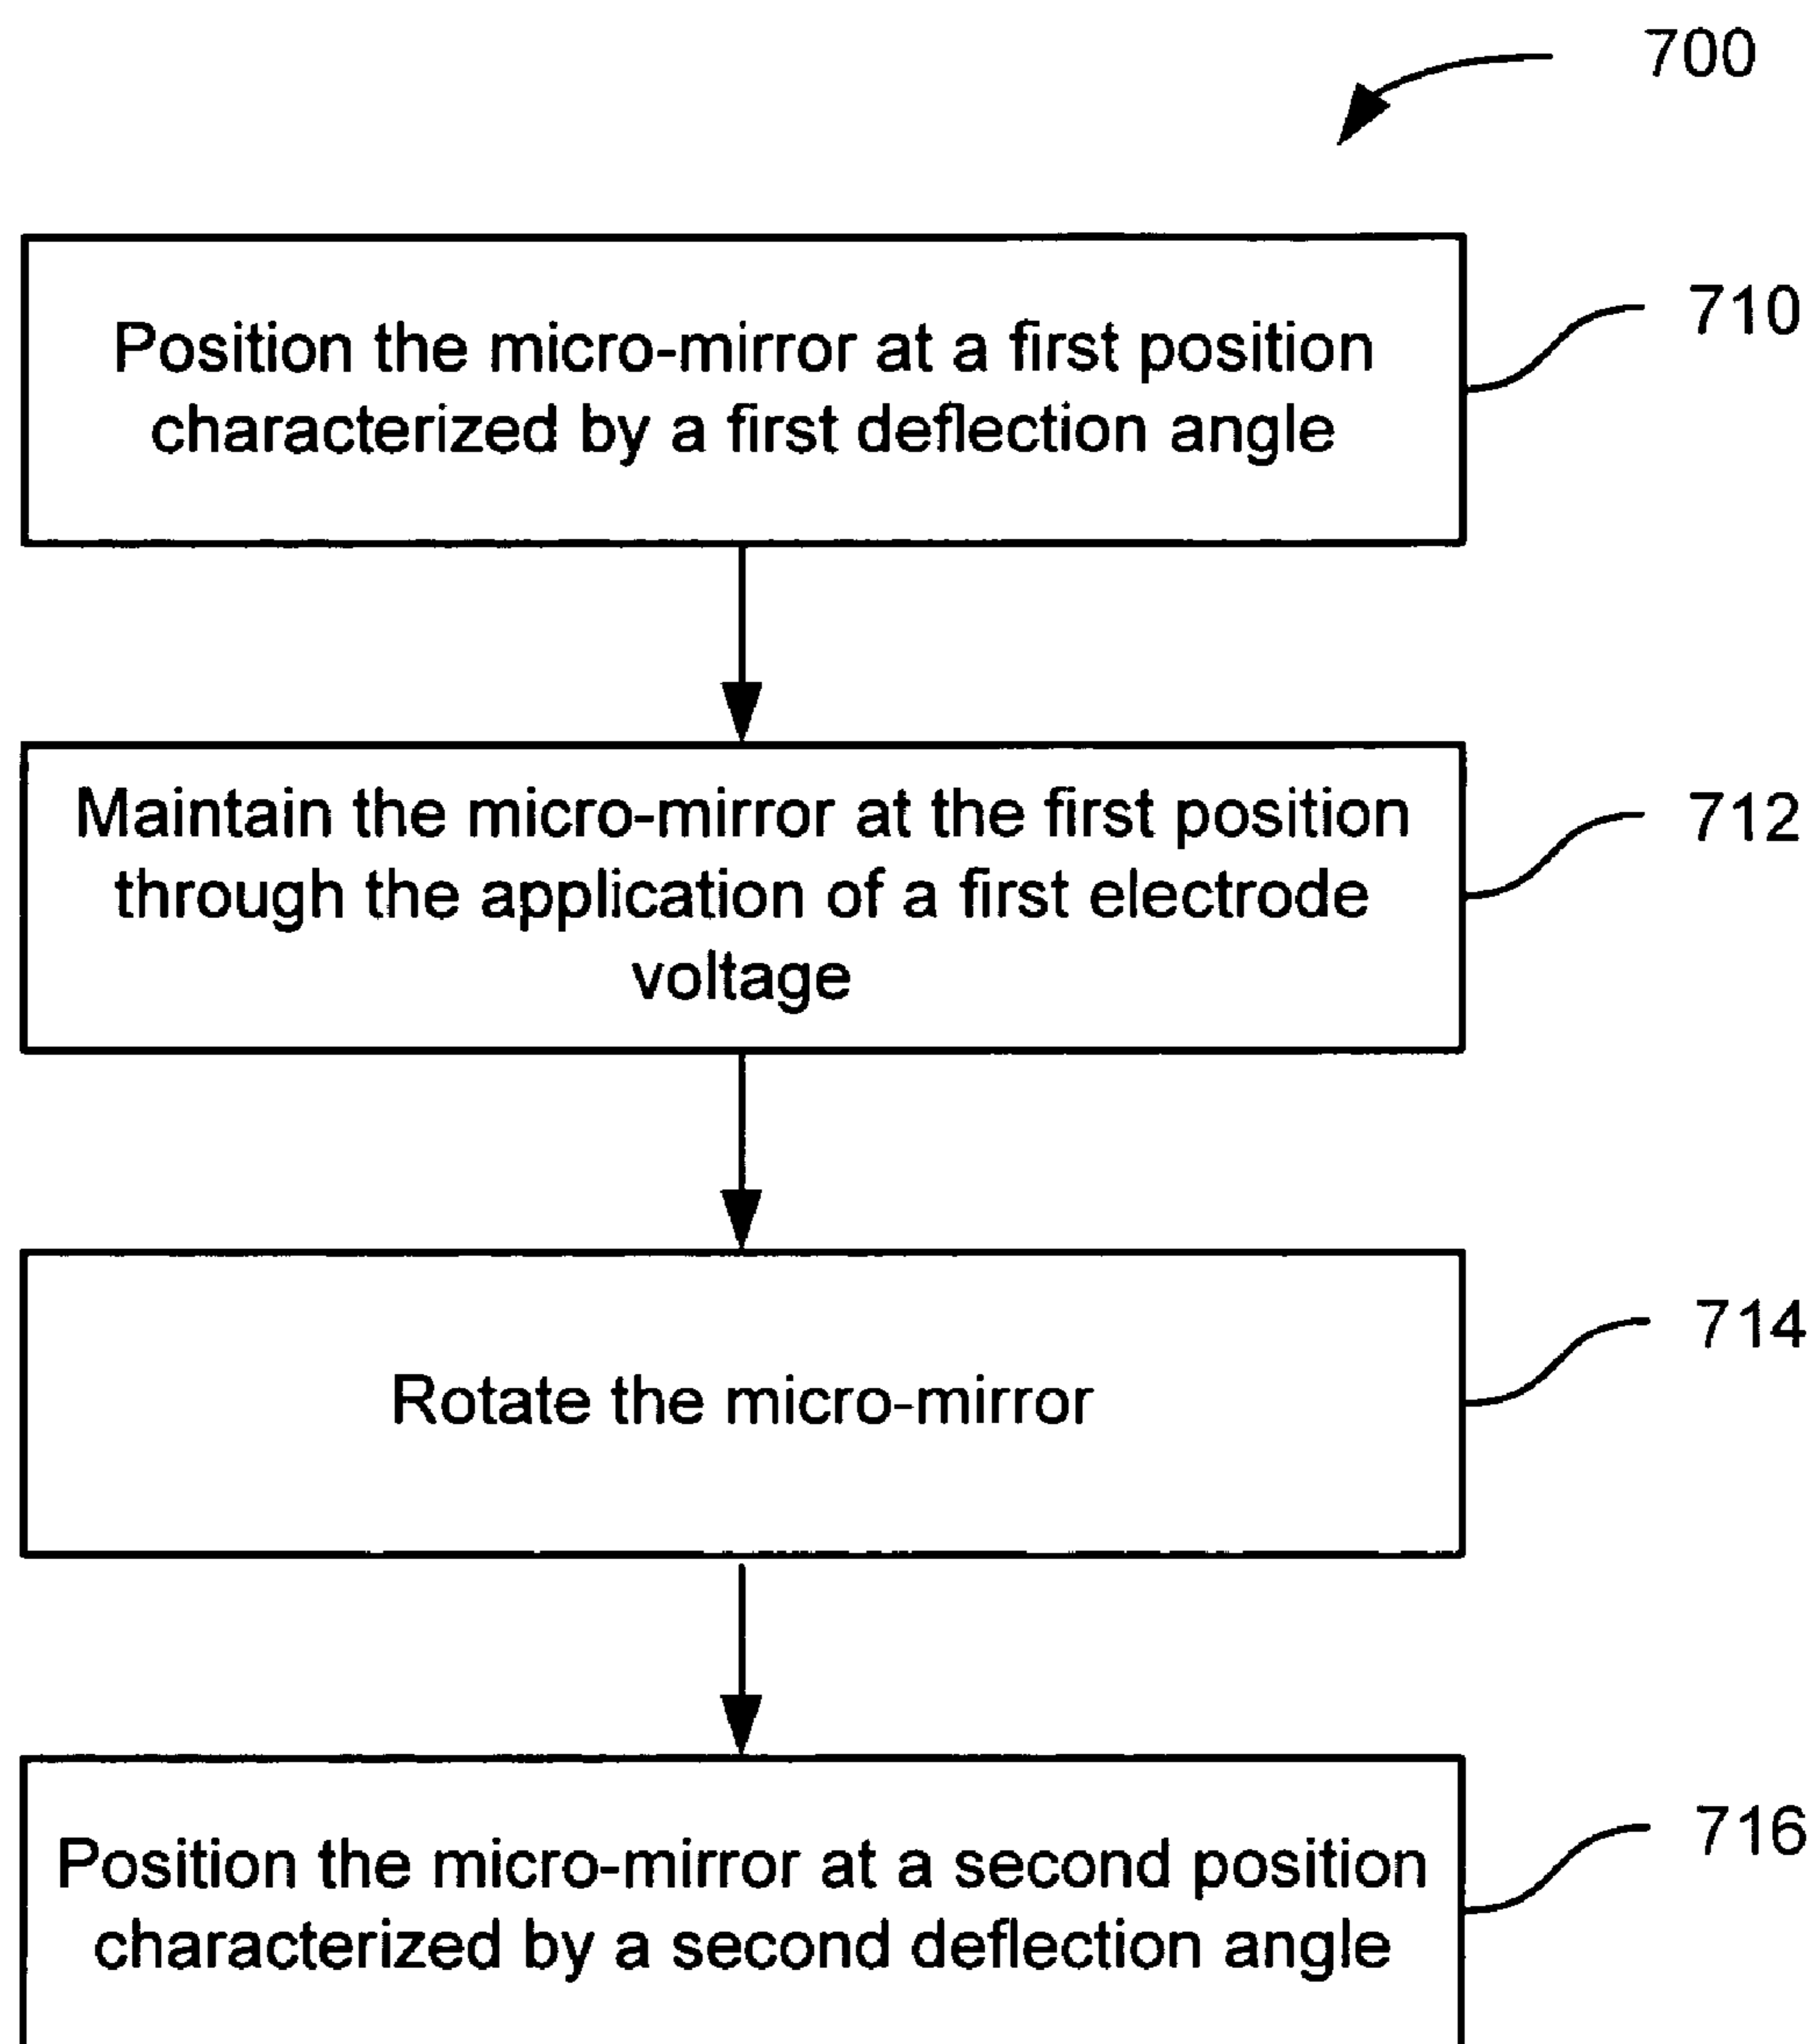 700
Position the micro-mirror at a first position
characterized by a first deflection angle
710
Maintain the micro-mirror at the first position
through the application of a first electrode
voltage
712
Rotate the micro-mirror
714
Position the micro-mirror at a second position
characterized by a second deflection angle
716